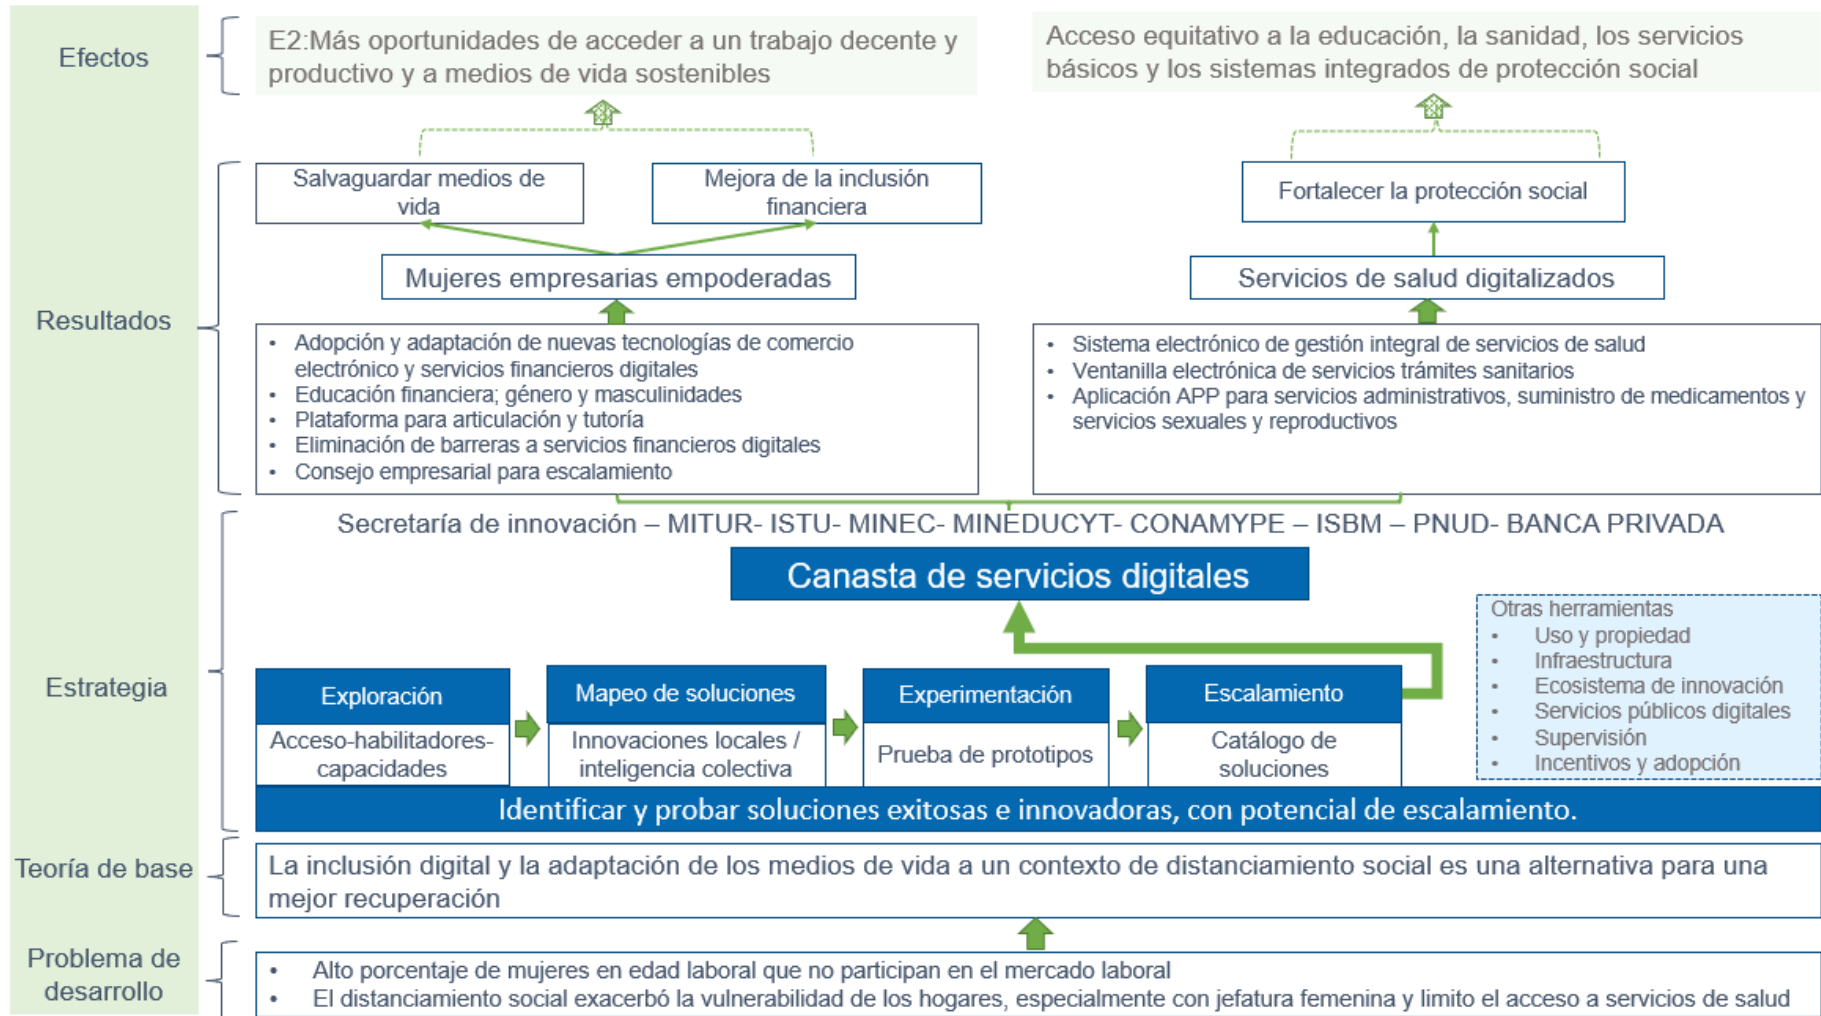 Efectos
E2:Más oportunidades de acceder a un trabajo decente y
productivo y a medios de vida sostenibles
Acceso equitativo a la educación, la sanidad, los servicios
básicos y los sistemas integrados de protección social
Resultados
Salvaguardar medios de
vida
Mejora de la inclusión
financiera
Fortalecer la protección social
Mujeres empresarias empoderadas
Servicios de salud digitalizados
• Adopción y adaptación de nuevas tecnologías de comercio
electrónico y servicios financieros digitales
• Educación financiera; género y masculinidades
• Plataforma para articulación y tutoría
• Eliminación de barreras a servicios financieros digitales
• Consejo empresarial para escalamiento
• Sistema electrónico de gestión integral de servicios de salud
• Ventanilla electrónica de servicios trámites sanitarios
• Aplicación APP para servicios administrativos, suministro de medicamentos y
servicios sexuales y reproductivos
Estrategia
Secretaría de innovación – MITUR- ISTU- MINEC- MINEDUCYT- CONAMYPE – ISBM – PNUD- BANCA PRIVADA
Canasta de servicios digitales
Otras herramientas
• Uso y propiedad
• Infraestructura
• Ecosistema de innovación
• Servicios públicos digitales
• Supervisión
• Incentivos y adopción
Exploración
Acceso-habilitadores-
capacidades
Mapeo de soluciones
Innovaciones locales /
inteligencia colectiva
Experimentación
Prueba de prototipos
Escalamiento
Catálogo de
soluciones
Identificar y probar soluciones exitosas e innovadoras, con potencial de escalamiento.
Teoría de base
La inclusión digital y la adaptación de los medios de vida a un contexto de distanciamiento social es una alternativa para una
mejor recuperación
Problema de
desarrollo
• Alto porcentaje de mujeres en edad laboral que no participan en el mercado laboral
• El distanciamiento social exacerbó la vulnerabilidad de los hogares, especialmente con jefatura femenina y limito el acceso a servicios de salud